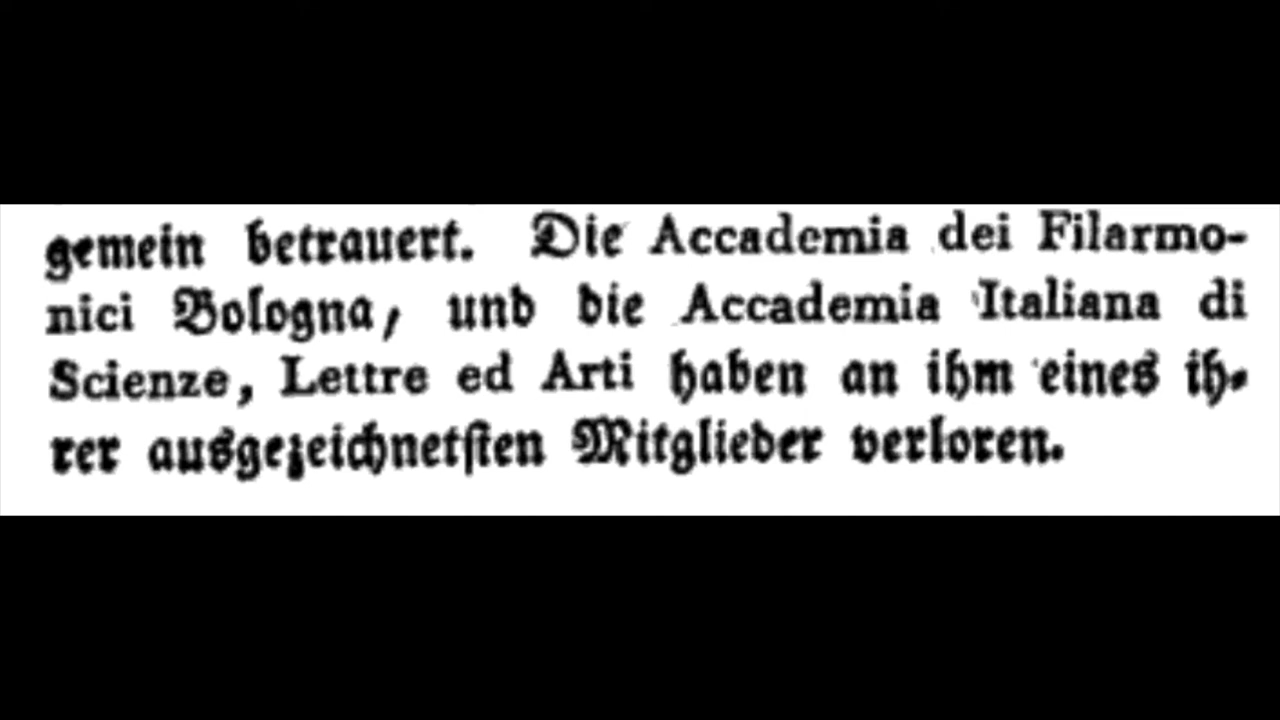 gemein betrauert. Die Accademia dei Filarmo-
nici Bologna, und die Accademia Italiana di
Scienze, Lettre ed Arti haben an ihm eines ih-
rer ausgezeichnetsten Mitglieder verloren.